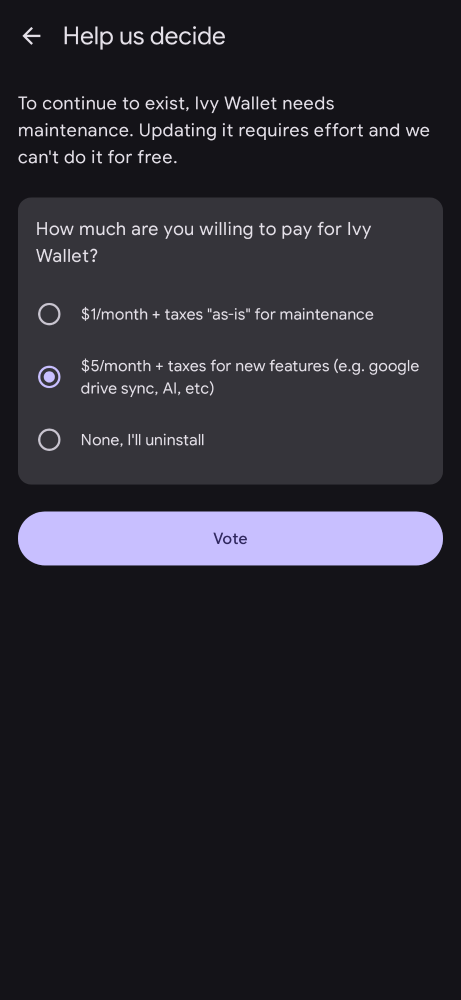 Help us decide
To continue to exist, Ivy Wallet needs
maintenance. Updating it requires effort and we
can't do it for free.
How much are you willing to pay for Ivy
Wallet?
$1/month + taxes "as-is" for maintenance
$5/month + taxes for new features (e.g. google
drive sync, AI, etc)
None, I'll uninstall
Vote